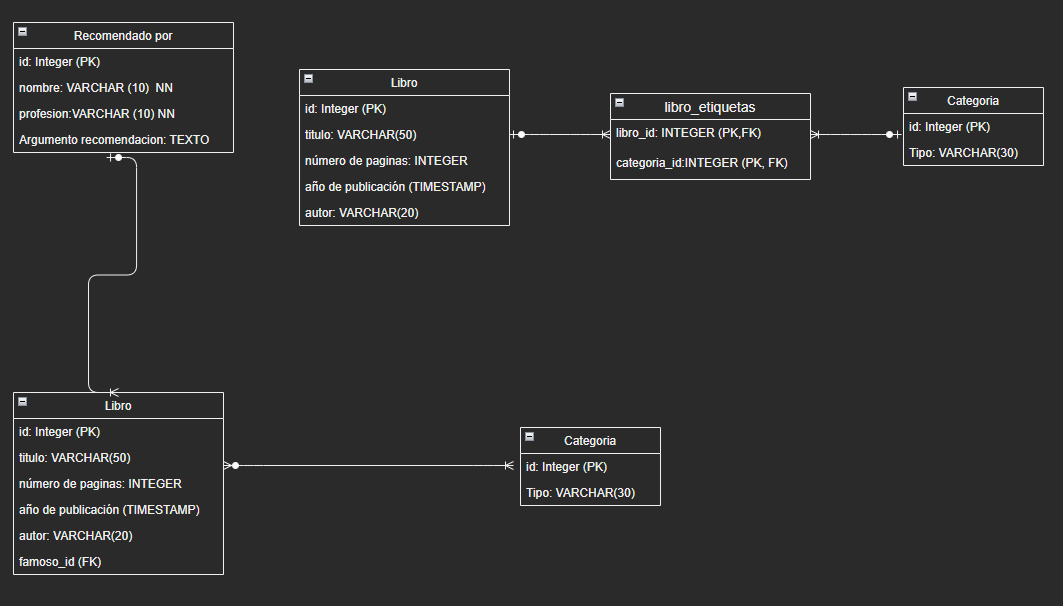 Recomendado por
id: Integer (PK)
nombre: VARCHAR (10)  NN
profesion:VARCHAR (10) NN
Argumento recomendacion: TEXTO
Libro
id: Integer (PK)
titulo: VARCHAR(50)
número de paginas: INTEGER
año de publicación (TIMESTAMP)
autor: VARCHAR(20)
libro_etiquetas
libro_id: INTEGER (PK,FK)
categoria_id:INTEGER (PK, FK)
Categoria
id: Integer (PK)
Tipo: VARCHAR(30)
Libro
id: Integer (PK)
titulo: VARCHAR(50)
número de paginas: INTEGER
año de publicación (TIMESTAMP)
autor: VARCHAR(20)
famoso_id (FK)
Categoria
id: Integer (PK)
Tipo: VARCHAR(30)